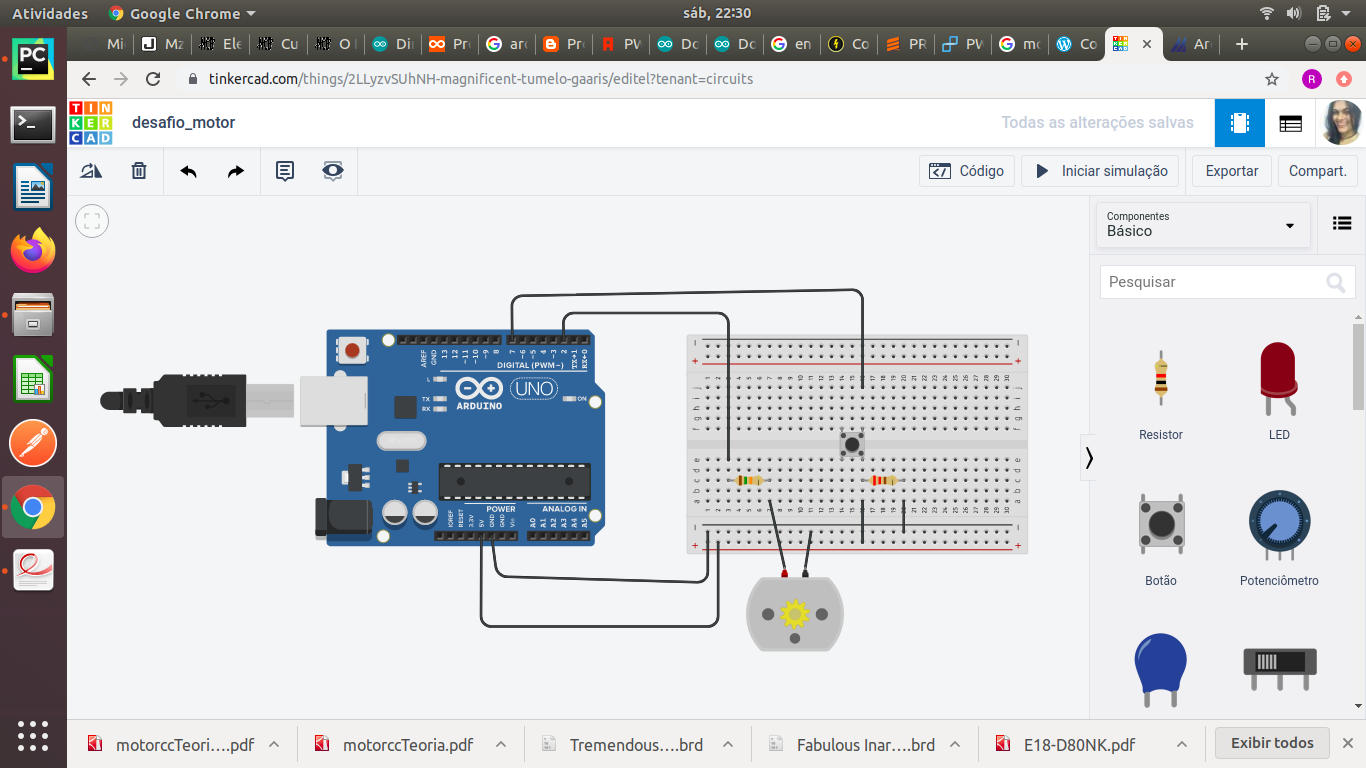 Atividades
Google Chrome
sáb, 22:30
Mi
Mz
Ele
Cu
O
Di
Pr
arc
Pr
PW
Do
Do
en
Co
PR
PW
mo
Co
Ar
tinkercad.com/things/2LLyzvSUhNH-magnificent-tumelo-gaaris/editel?tenant=circuits
R
TIN
KER
CAD
desafio_motor
Todas as alterações salvas
Código
Iniciar simulação
Exportar
Compart.
Componentes
Básico
Pesquisar
Resistor
LED
Botão
Potenciômetro
AREF
GND
13
12
~11
~10
~9
8
7
~6
~5
4
~3
2
TX→1
RX←0
DIGITAL (PWM~)
L
TX
RX
ARDUINO
UNO
ON
POWER
ANALOG IN
IOREF
RESET
3.3V
5V
GND
GND
Vin
A0
A1
A2
A3
A4
A5
motorccTeori….pdf
motorccTeoria.pdf
Tremendous….brd
Fabulous Inar….brd
E18-D80NK.pdf
Exibir todos